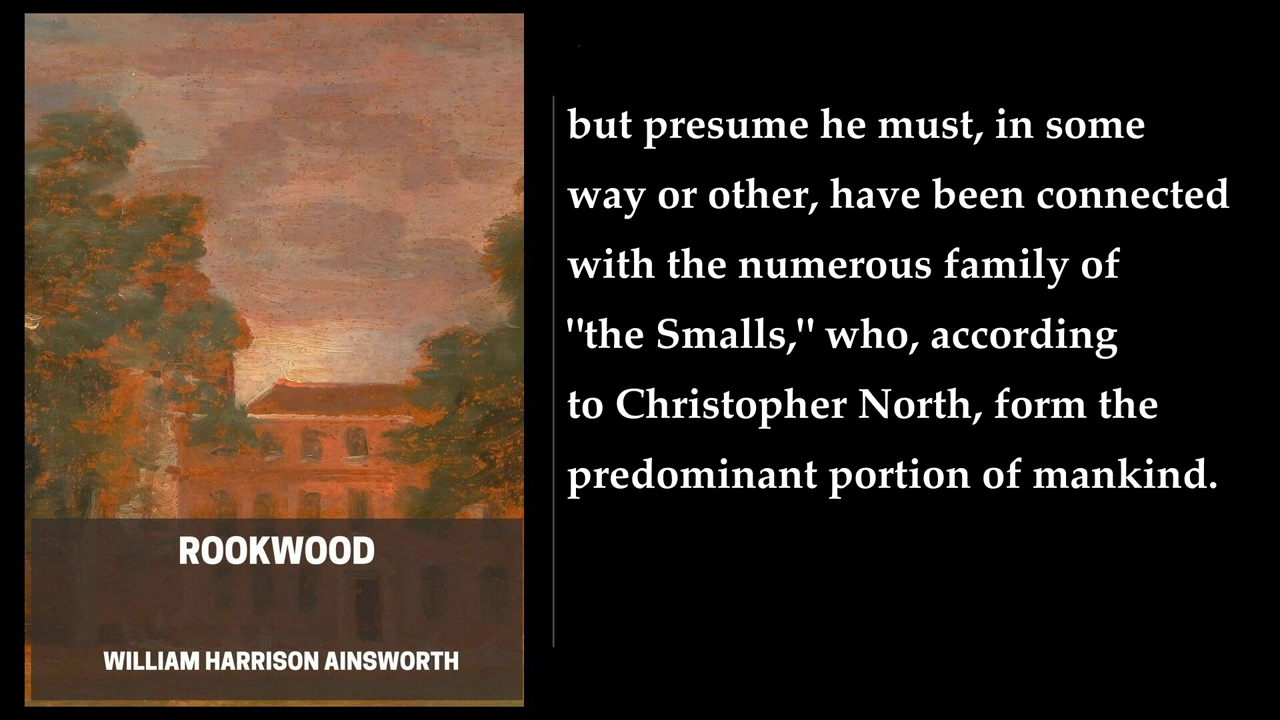 but presume he must, in some
way or other, have been connected
with the numerous family of
"the Smalls," who, according
to Christopher North, form the
predominant portion of mankind.
ROOKWOOD
WILLIAM HARRISON AINSWORTH